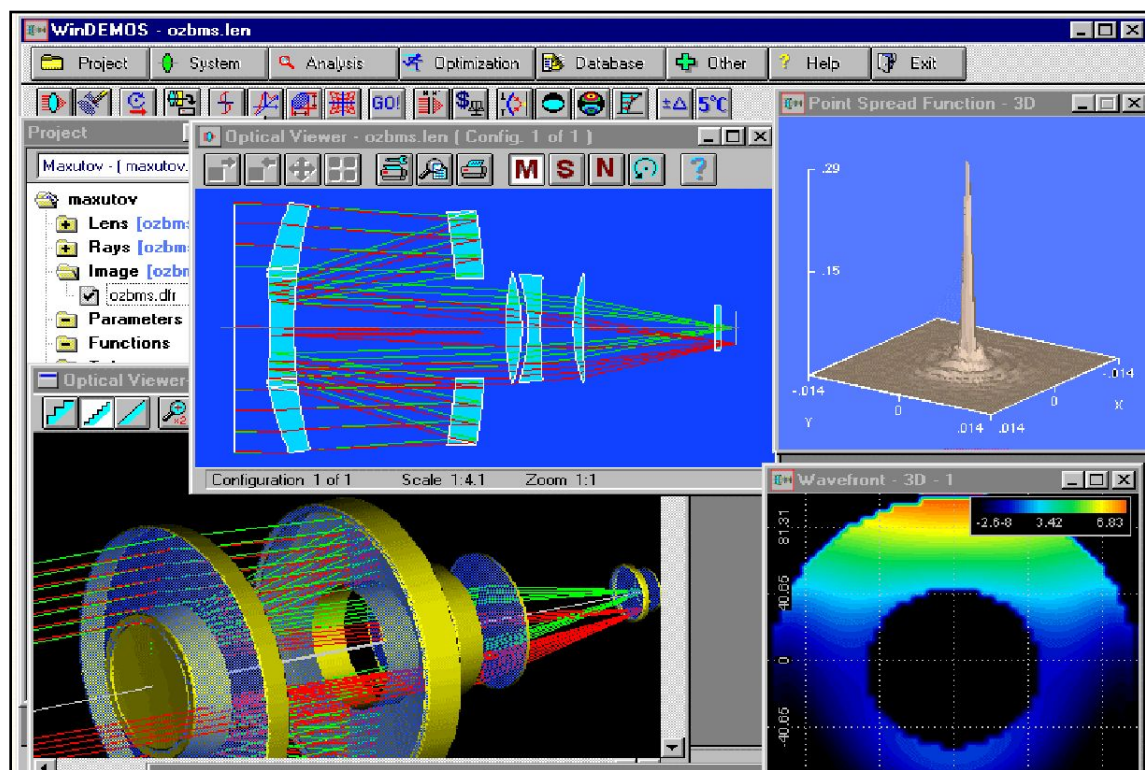 WinDEMOS - ozbms.len
Project System Analysis Optimization Database Other Help Exit
GO! $ ±Δ 5°C
Project
Maxutov - ( maxutov.
maxutov
Lens [ozbms
Rays [ozbm
Image [ozbm
ozbms.dfr
Parameters
Functions
Optical Viewer - ozbms.len ( Config. 1 of 1 )
M S N ?
Configuration 1 of 1 Scale 1:4.1 Zoom 1:1
Point Spread Function - 3D
.29
.15
-.014
0
Y
.014
.014
0
X
-.014
Optical Viewer-
x2
Wavefront - 3D - 1
-2.6-8 3.42 6.83
81.31
40.65
0
-40.65